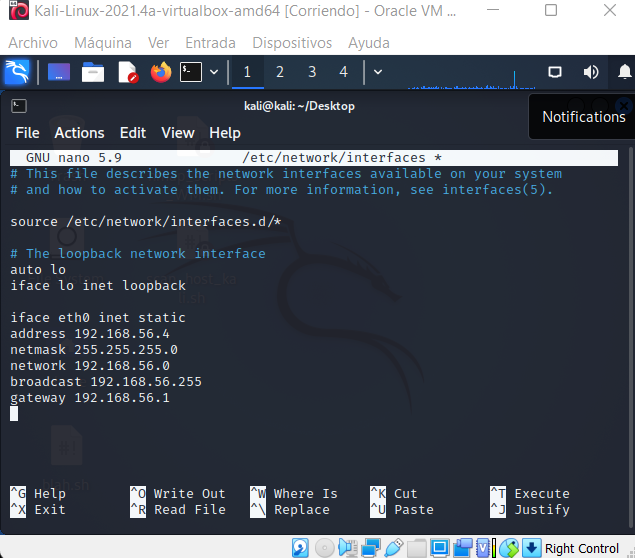 Kali-Linux-2021.4a-virtualbox-amd64 [Corriendo] - Oracle VM ...
Archivo Máquina Ver Entrada Dispositivos Ayuda
1 2 3 4
kali@kali: ~/Desktop
Notifications
File Actions Edit View Help
GNU nano 5.9 /etc/network/interfaces *
# This file describes the network interfaces available on your system
# and how to activate them. For more information, see interfaces(5).
source /etc/network/interfaces.d/*
# The loopback network interface
auto lo
iface lo inet loopback
iface eth0 inet static
address 192.168.56.4
netmask 255.255.255.0
network 192.168.56.0
broadcast 192.168.56.255
gateway 192.168.56.1
^G Help ^O Write Out ^W Where Is ^K Cut ^T Execute
^X Exit ^R Read File ^\ Replace ^U Paste ^J Justify
Right Control